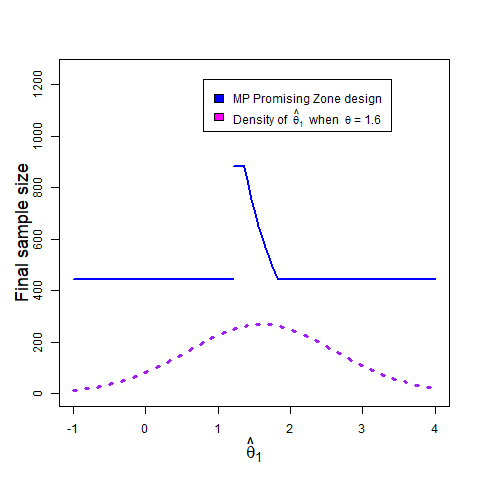 MP Promising Zone design
Density of θ̂₁ when θ = 1.6
Final sample size
1200
1000
800
600
400
200
0
-1 0 1 2 3 4
θ̂₁